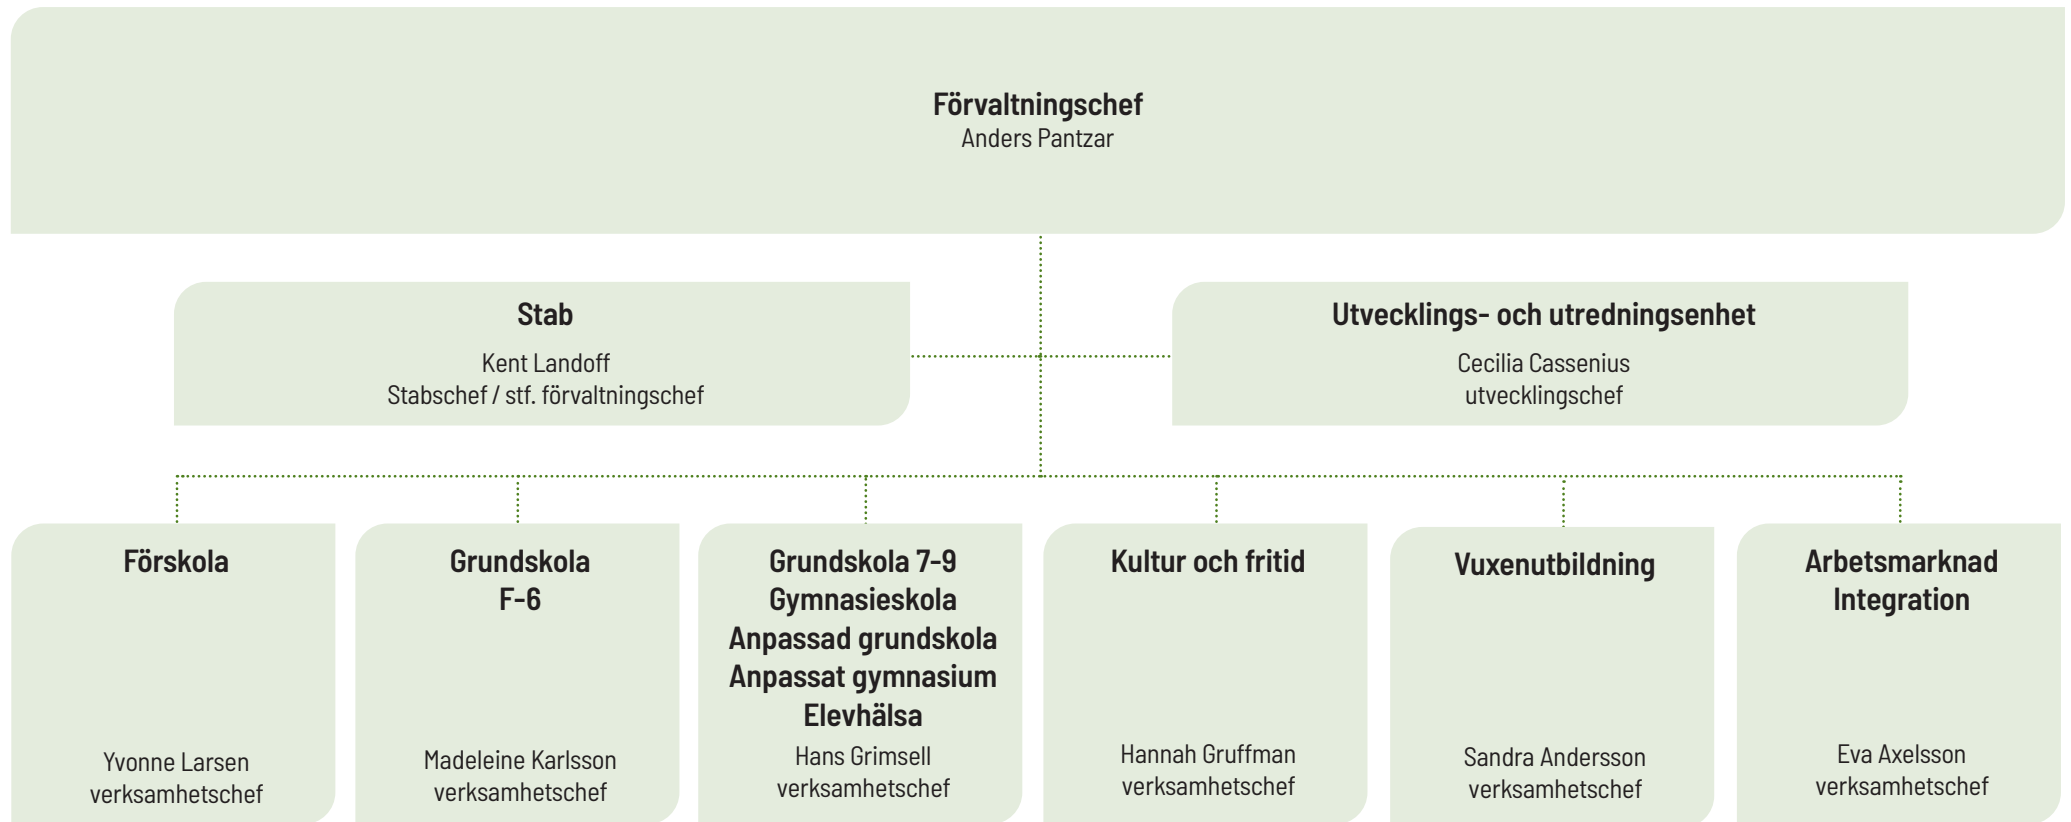 Förvaltningschef
Anders Pantzar
Stab
Kent Landoff
Stabschef / stf. förvaltningschef
Utvecklings- och utredningsenhet
Cecilia Cassenius
utvecklingschef
Förskola
Yvonne Larsen
verksamhetschef
Grundskola
F-6
Madeleine Karlsson
verksamhetschef
Grundskola 7-9
Gymnasieskola
Anpassad grundskola
Anpassat gymnasium
Elevhälsa
Hans Grimsell
verksamhetschef
Kultur och fritid
Hannah Gruffman
verksamhetschef
Vuxenutbildning
Sandra Andersson
verksamhetschef
Arbetsmarknad
Integration
Eva Axelsson
verksamhetschef